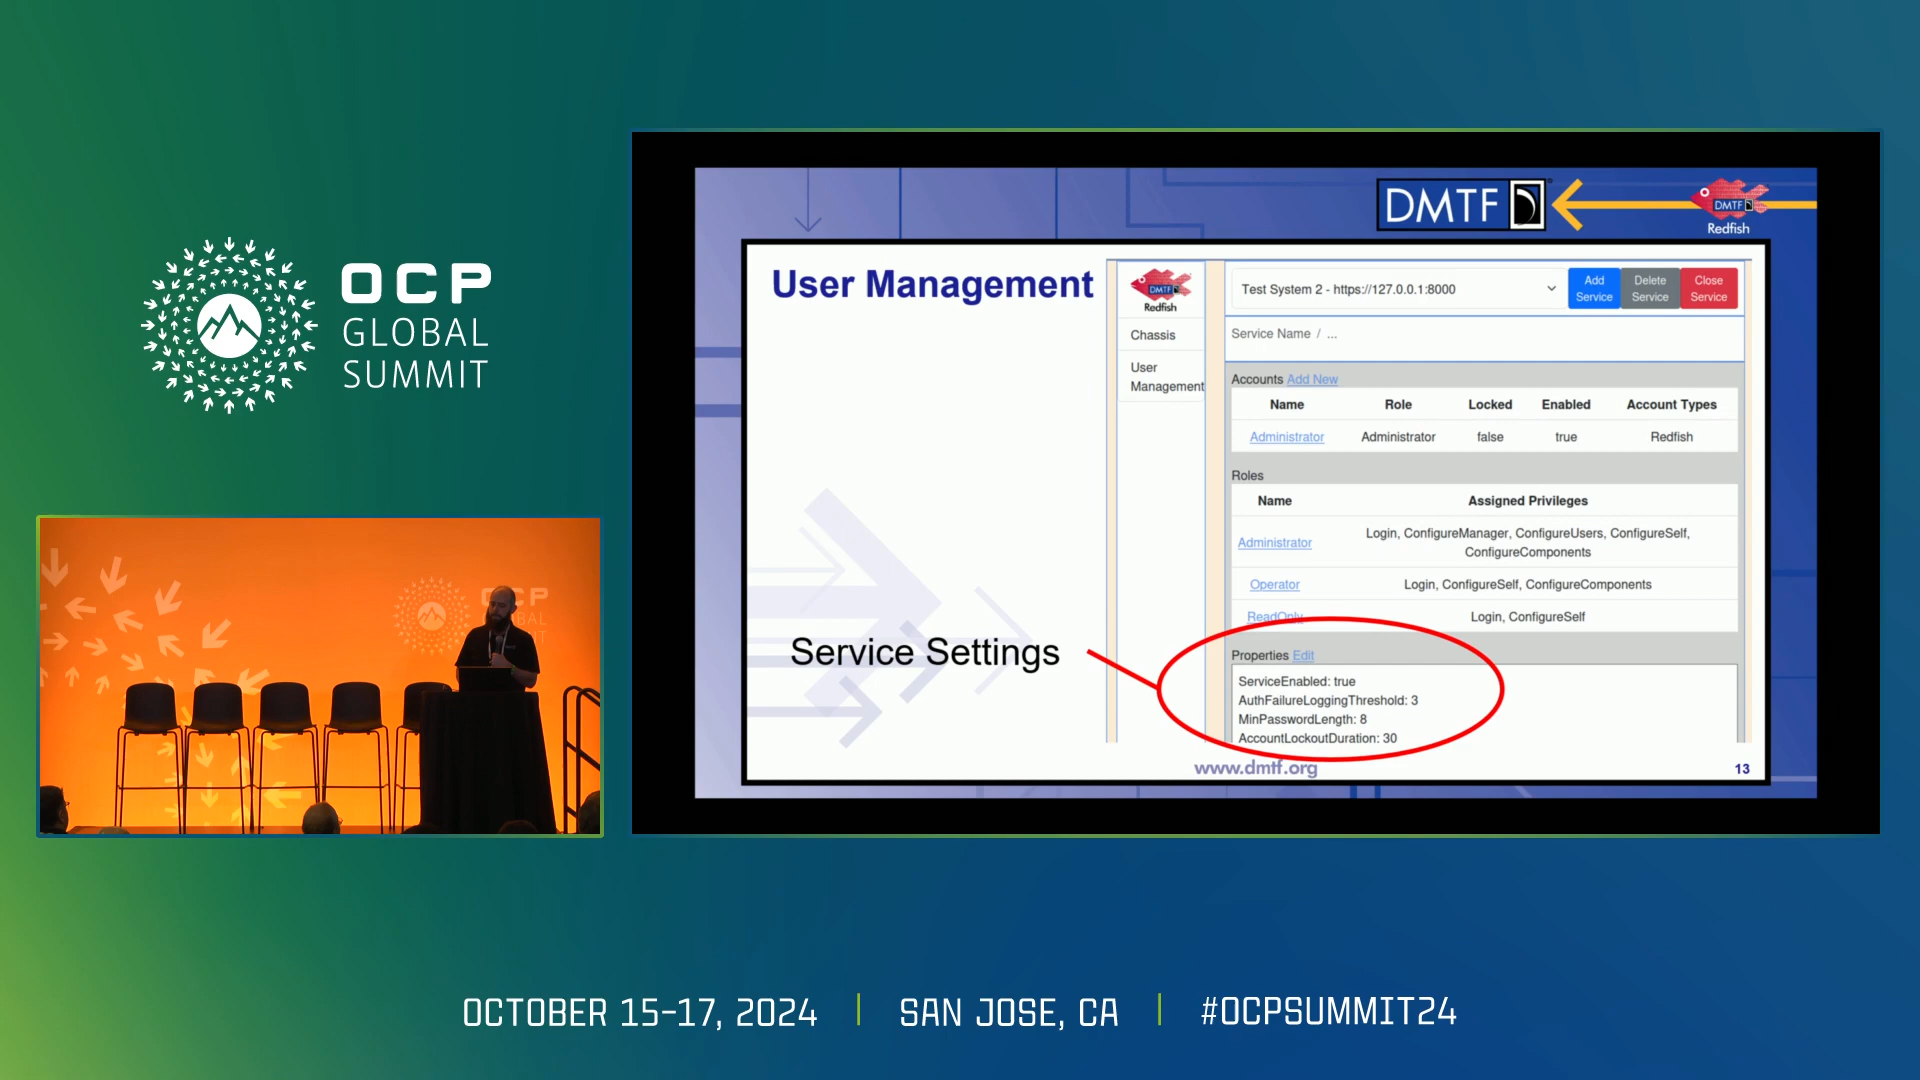 OCP
GLOBAL
SUMMIT
DMTF
DMTF
Redfish
User Management
DMTF
Redfish
Chassis
User
Management
Test System 2 - https://127.0.0.1:8000
Add
Service
Delete
Service
Close
Service
Service Name / ...
Accounts Add New
Name Role Locked Enabled Account Types
Administrator Administrator false true Redfish
Roles
Name Assigned Privileges
Administrator Login, ConfigureManager, ConfigureUsers, ConfigureSelf,
ConfigureComponents
Operator Login, ConfigureSelf, ConfigureComponents
ReadOnly Login, ConfigureSelf
Service Settings
Properties Edit
ServiceEnabled: true
AuthFailureLoggingThreshold: 3
MinPasswordLength: 8
AccountLockoutDuration: 30
www.dmtf.org
13
OCTOBER 15-17, 2024 | SAN JOSE, CA | #OCPSUMMIT24